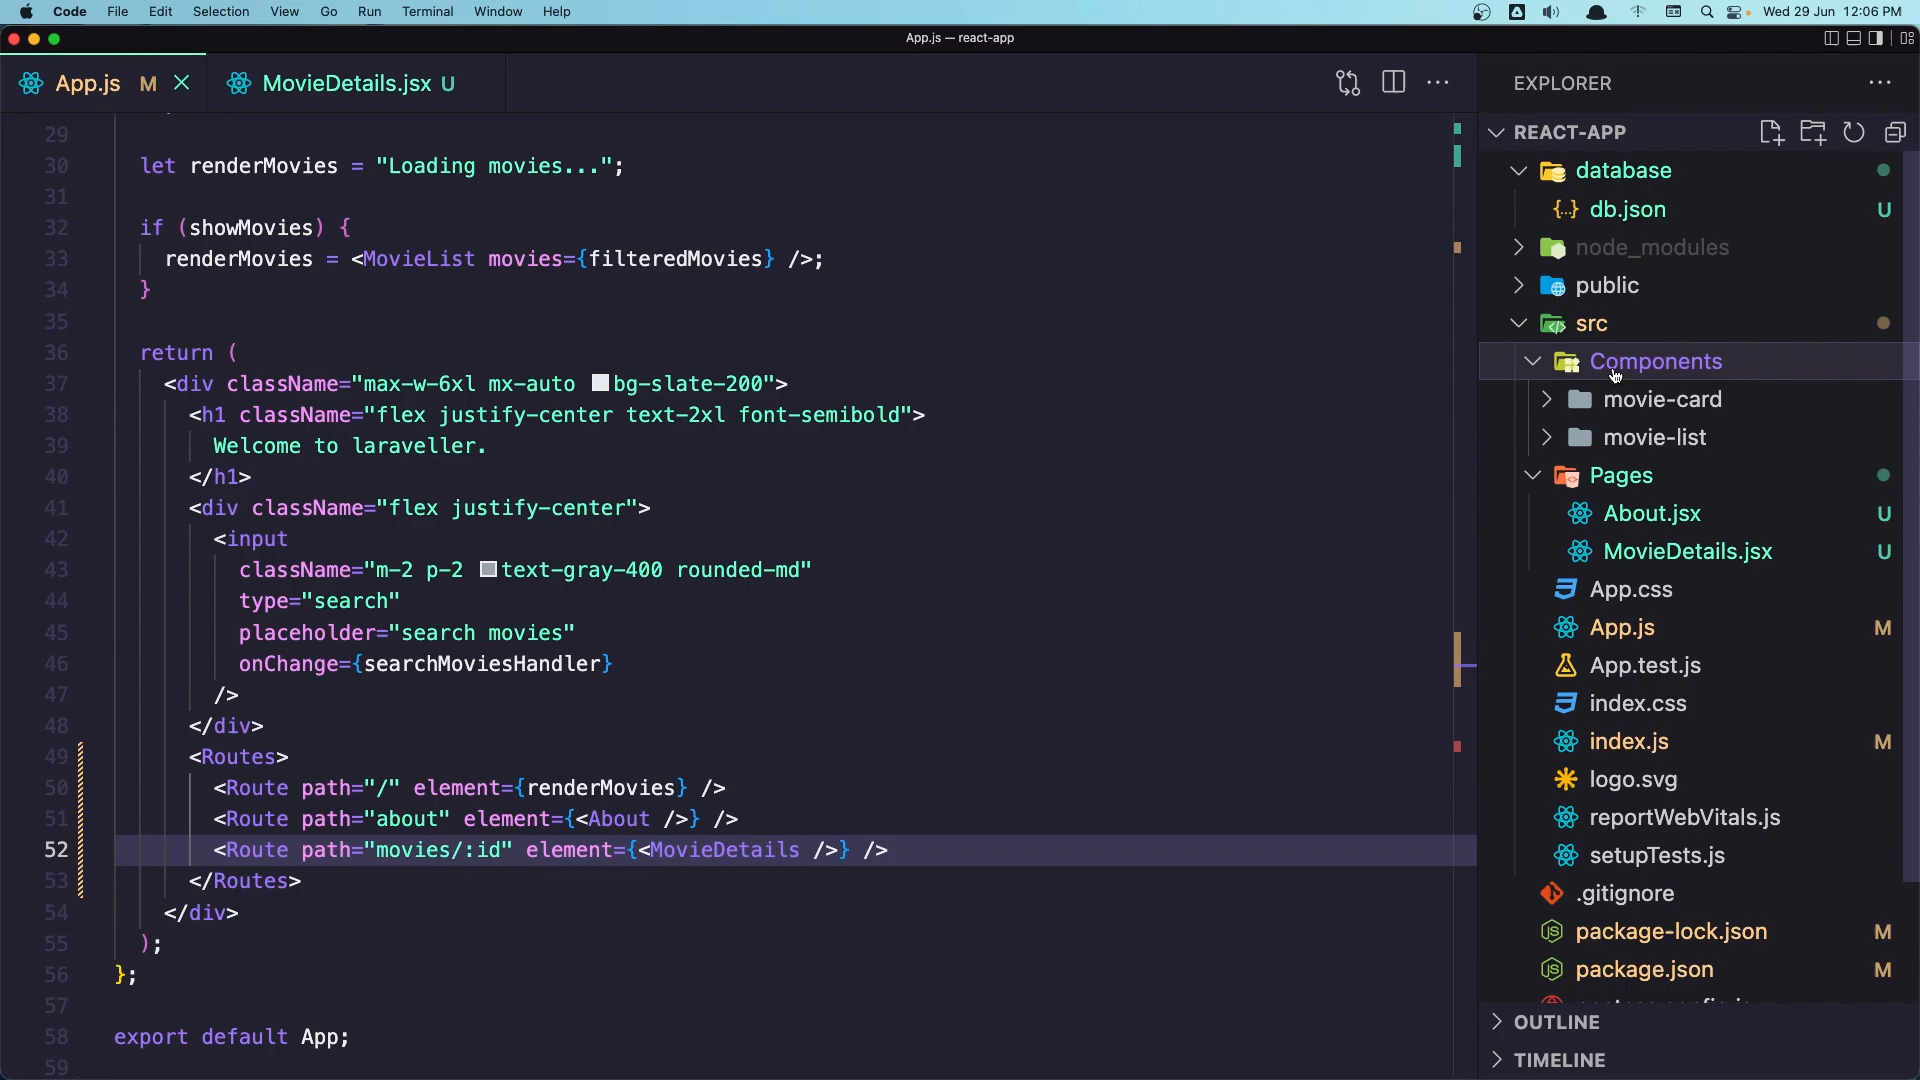 Code File Edit Selection View Go Run Terminal Window Help Wed 29 Jun 12:06 PM
App.js — react-app
App.js M MovieDetails.jsx U
29
30 let renderMovies = "Loading movies...";
31
32 if (showMovies) {
33 renderMovies = <MovieList movies={filteredMovies} />;
34 }
35
36 return (
37 <div className="max-w-6xl mx-auto bg-slate-200">
38 <h1 className="flex justify-center text-2xl font-semibold">
39 Welcome to laraveller.
40 </h1>
41 <div className="flex justify-center">
42 <input
43 className="m-2 p-2 text-gray-400 rounded-md"
44 type="search"
45 placeholder="search movies"
46 onChange={searchMoviesHandler}
47 />
48 </div>
49 <Routes>
50 <Route path="/" element={renderMovies} />
51 <Route path="about" element={<About />} />
52 <Route path="movies/:id" element={<MovieDetails />} />
53 </Routes>
54 </div>
55 );
56 };
57
58 export default App;
59
EXPLORER
REACT-APP
database
db.json U
node_modules
public
src
Components
movie-card
movie-list
Pages
About.jsx U
MovieDetails.jsx U
App.css
App.js M
App.test.js
index.css
index.js M
logo.svg
reportWebVitals.js
setupTests.js
.gitignore
package-lock.json M
package.json M
OUTLINE
TIMELINE